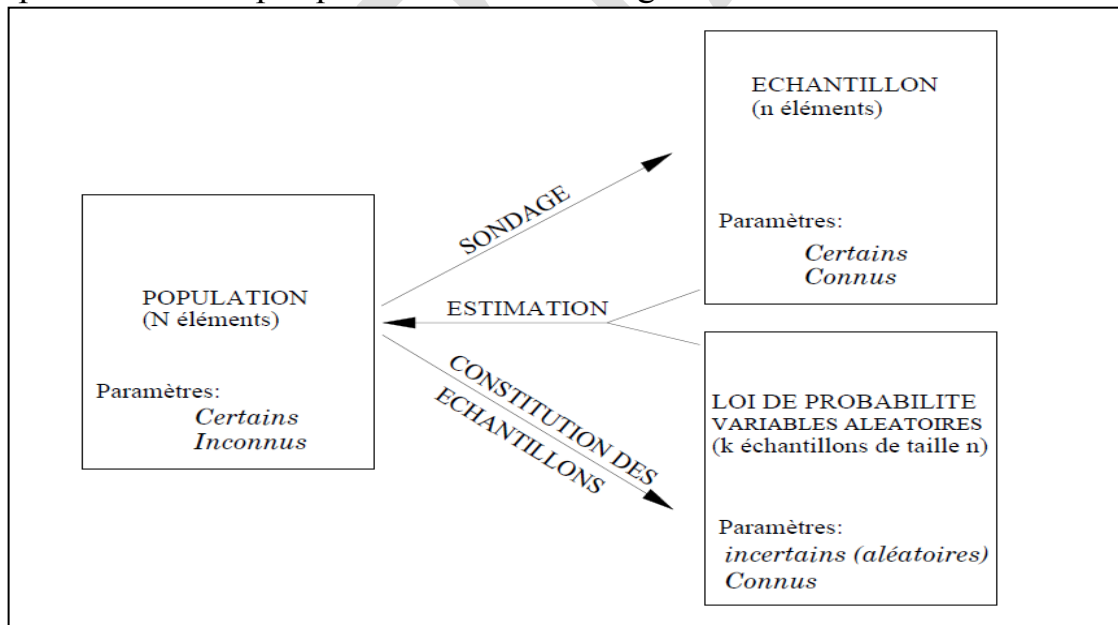 POPULATION
(N éléments)
Paramètres:
Certains
Inconnus
SONDAGE
ESTIMATION
CONSTITUTION DES
ECHANTILLONS
ECHANTILLON
(n éléments)
Paramètres:
Certains
Connus
LOI DE PROBABILITE
VARIABLES ALEATOIRES
(k échantillons de taille n)
Paramètres:
incertains (aléatoires)
Connus